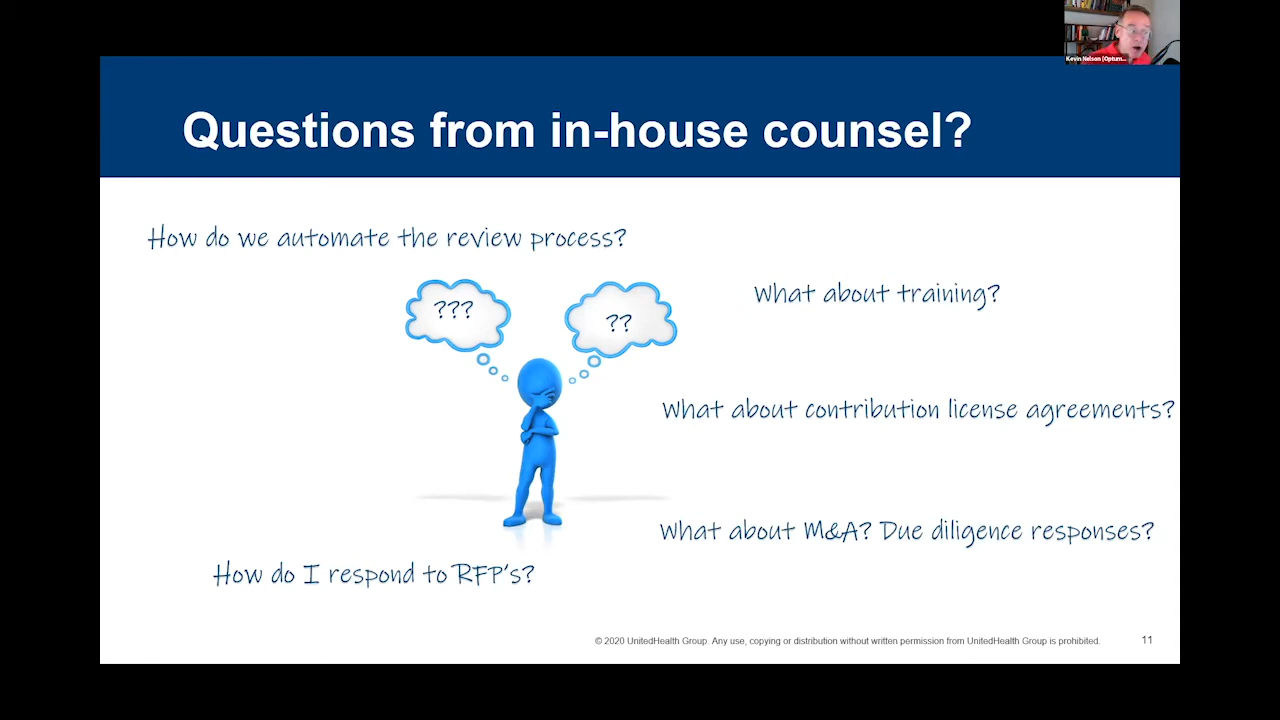 Kevin Nelson (Optum...
Questions from in-house counsel?
How do we automate the review process?
???
??
What about training?
What about contribution license agreements?
What about M&A? Due diligence responses?
How do I respond to RFP's?
© 2020 UnitedHealth Group. Any use, copying or distribution without written permission from UnitedHealth Group is prohibited.
11